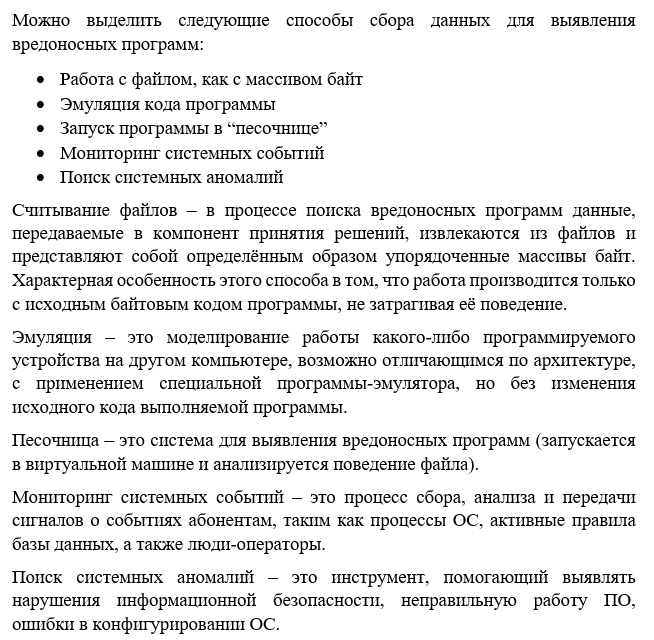 Можно выделить следующие способы сбора данных для выявления
вредоносных программ:
• Работа с файлом, как с массивом байт
• Эмуляция кода программы
• Запуск программы в “песочнице”
• Мониторинг системных событий
• Поиск системных аномалий
Считывание файлов – в процессе поиска вредоносных программ данные,
передаваемые в компонент принятия решений, извлекаются из файлов и
представляют собой определённым образом упорядоченные массивы байт.
Характерная особенность этого способа в том, что работа производится только
с исходным байтовым кодом программы, не затрагивая её поведение.
Эмуляция – это моделирование работы какого-либо программируемого
устройства на другом компьютере, возможно отличающимся по архитектуре,
с применением специальной программы-эмулятора, но без изменения
исходного кода выполняемой программы.
Песочница – это система для выявления вредоносных программ (запускается
в виртуальной машине и анализируется поведение файла).
Мониторинг системных событий – это процесс сбора, анализа и передачи
сигналов о событиях абонентам, таким как процессы ОС, активные правила
базы данных, а также люди-операторы.
Поиск системных аномалий – это инструмент, помогающий выявлять
нарушения информационной безопасности, неправильную работу ПО,
ошибки в конфигурировании ОС.